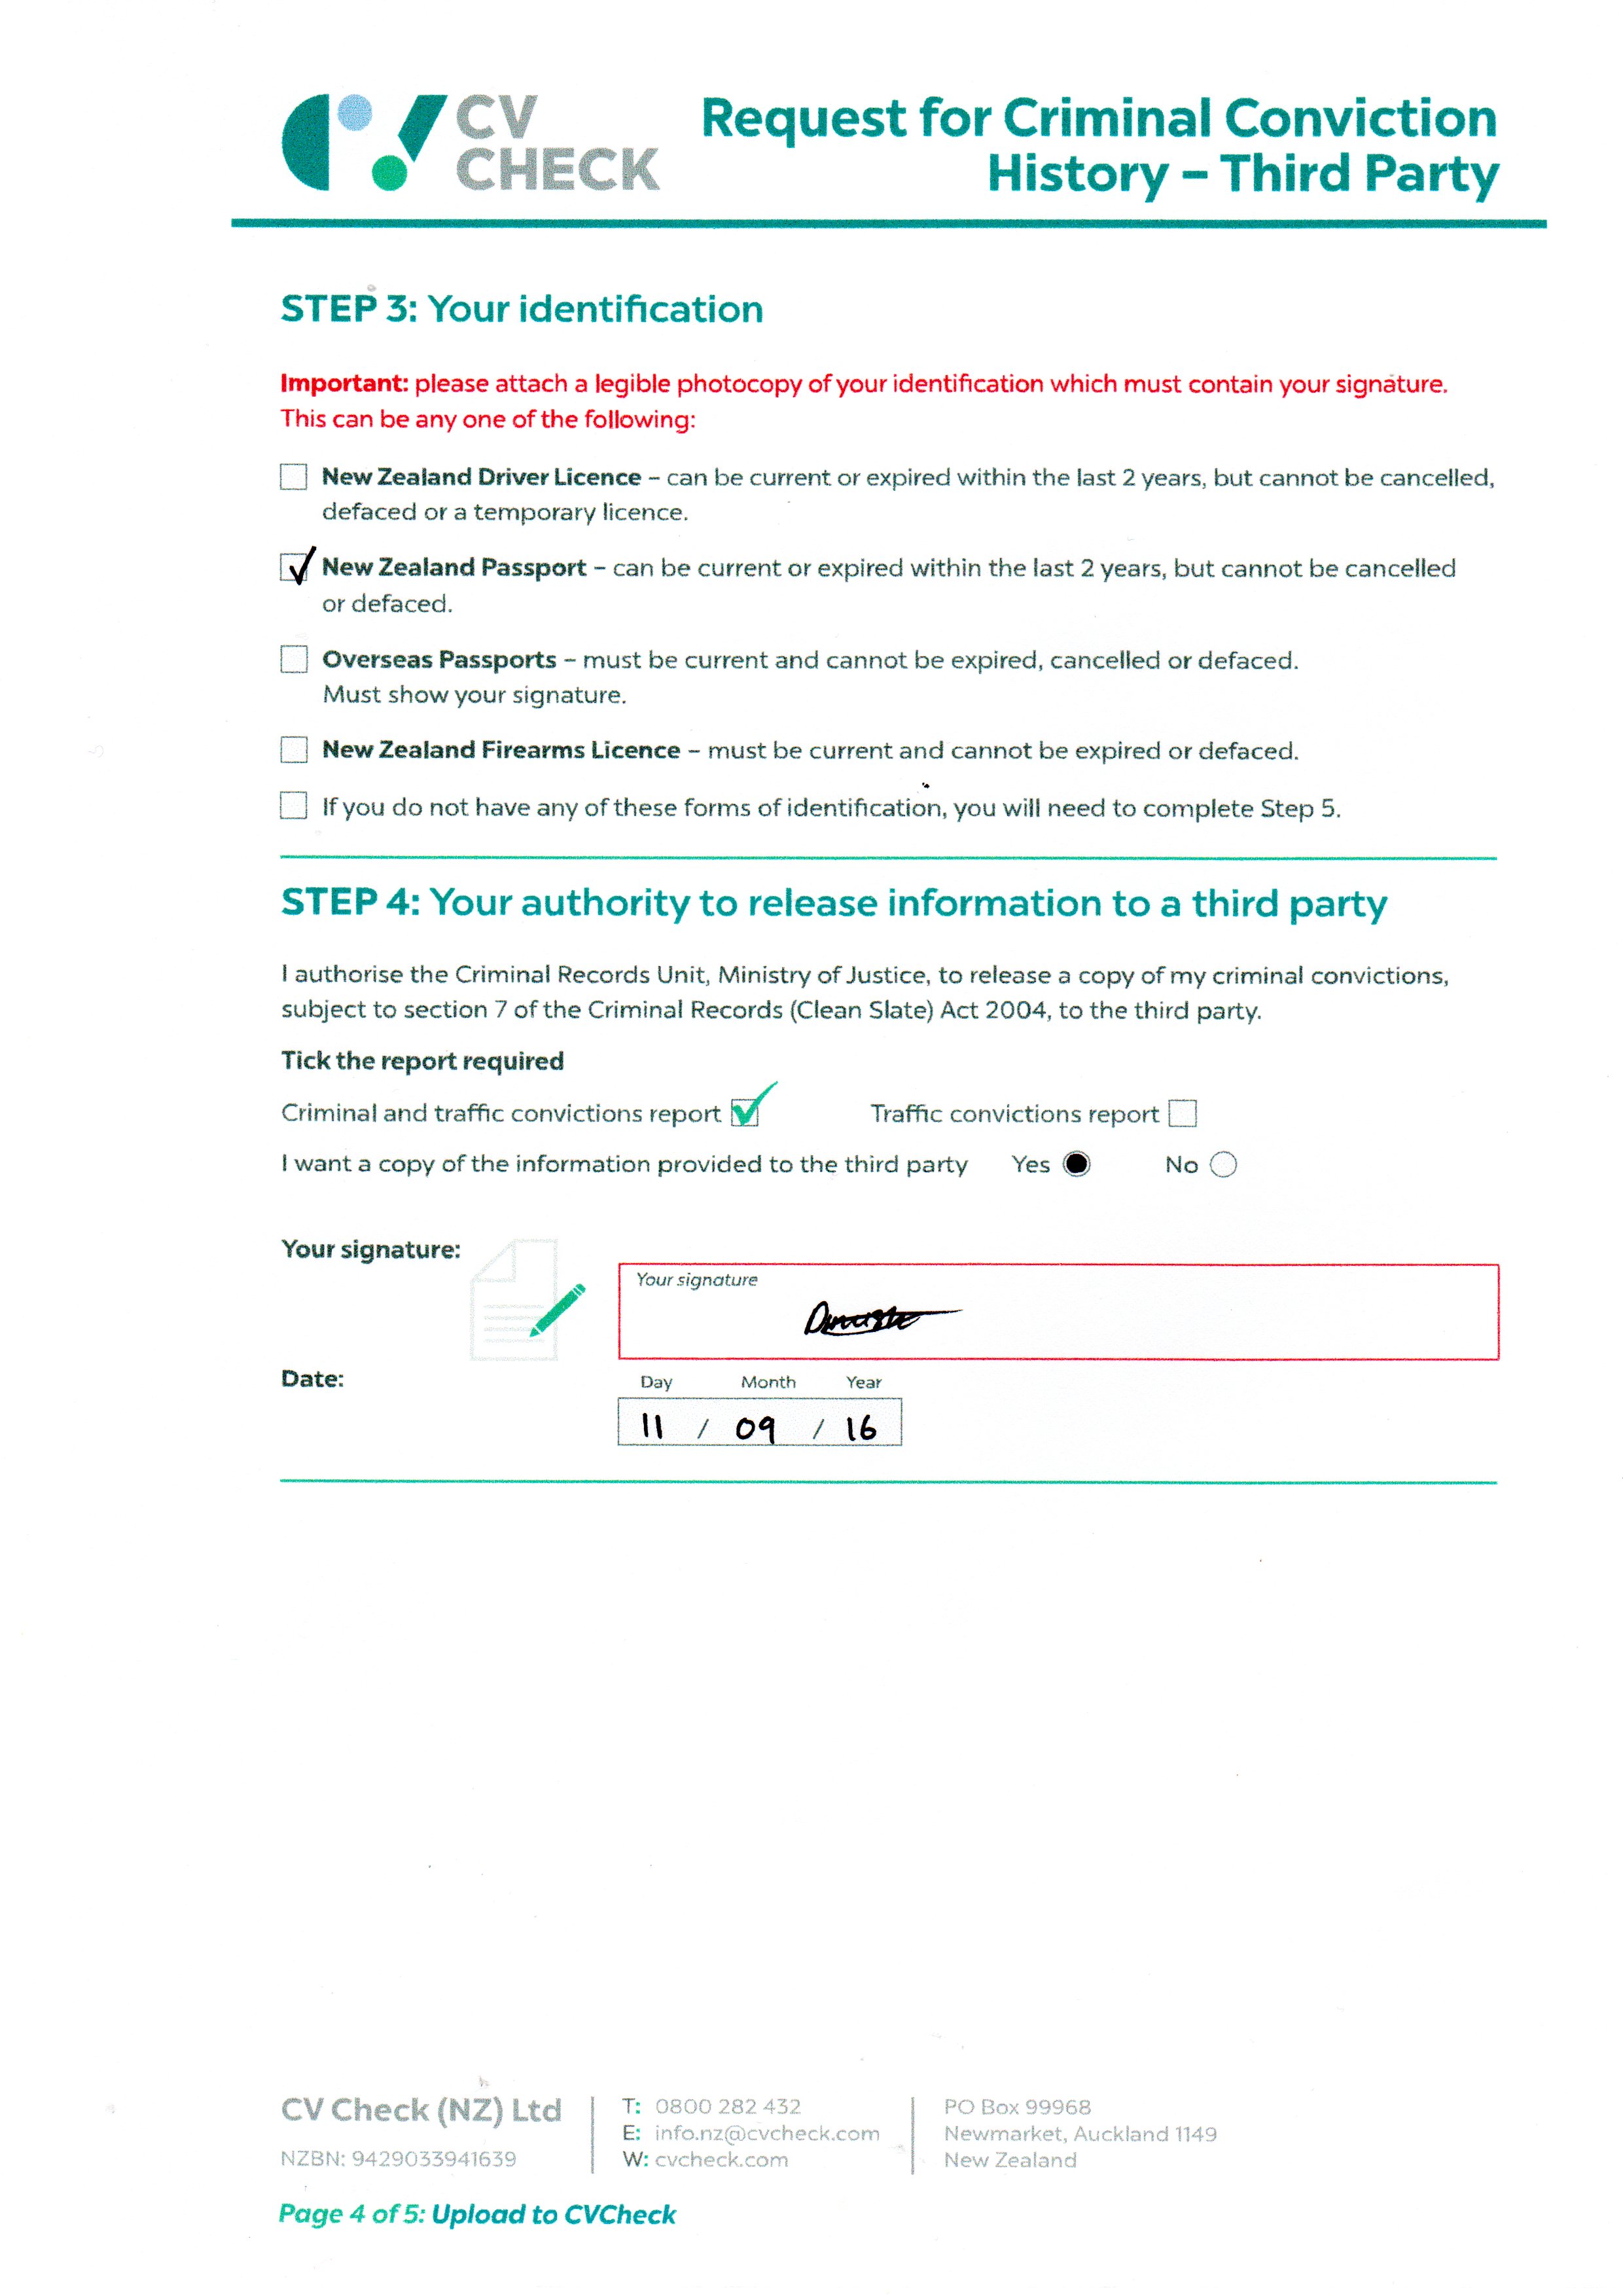 CV
CHECK
Request for Criminal Conviction
History – Third Party
STEP 3: Your identification
Important: please attach a legible photocopy of your identification which must contain your signature.
This can be any one of the following:
New Zealand Driver Licence – can be current or expired within the last 2 years, but cannot be cancelled,
defaced or a temporary licence.
New Zealand Passport – can be current or expired within the last 2 years, but cannot be cancelled
or defaced.
Overseas Passports – must be current and cannot be expired, cancelled or defaced.
Must show your signature.
New Zealand Firearms Licence – must be current and cannot be expired or defaced.
If you do not have any of these forms of identification, you will need to complete Step 5.
STEP 4: Your authority to release information to a third party
I authorise the Criminal Records Unit, Ministry of Justice, to release a copy of my criminal convictions,
subject to section 7 of the Criminal Records (Clean Slate) Act 2004, to the third party.
Tick the report required
Criminal and traffic convictions report Traffic convictions report
I want a copy of the information provided to the third party Yes No
Your signature:
Your signature
Date:
Day Month Year
11 / 09 / 16
CV Check (NZ) Ltd
NZBN: 9429033941639
T: 0800 282 432
E: info.nz@cvcheck.com
W: cvcheck.com
PO Box 99968
Newmarket, Auckland 1149
New Zealand
Page 4 of 5: Upload to CVCheck